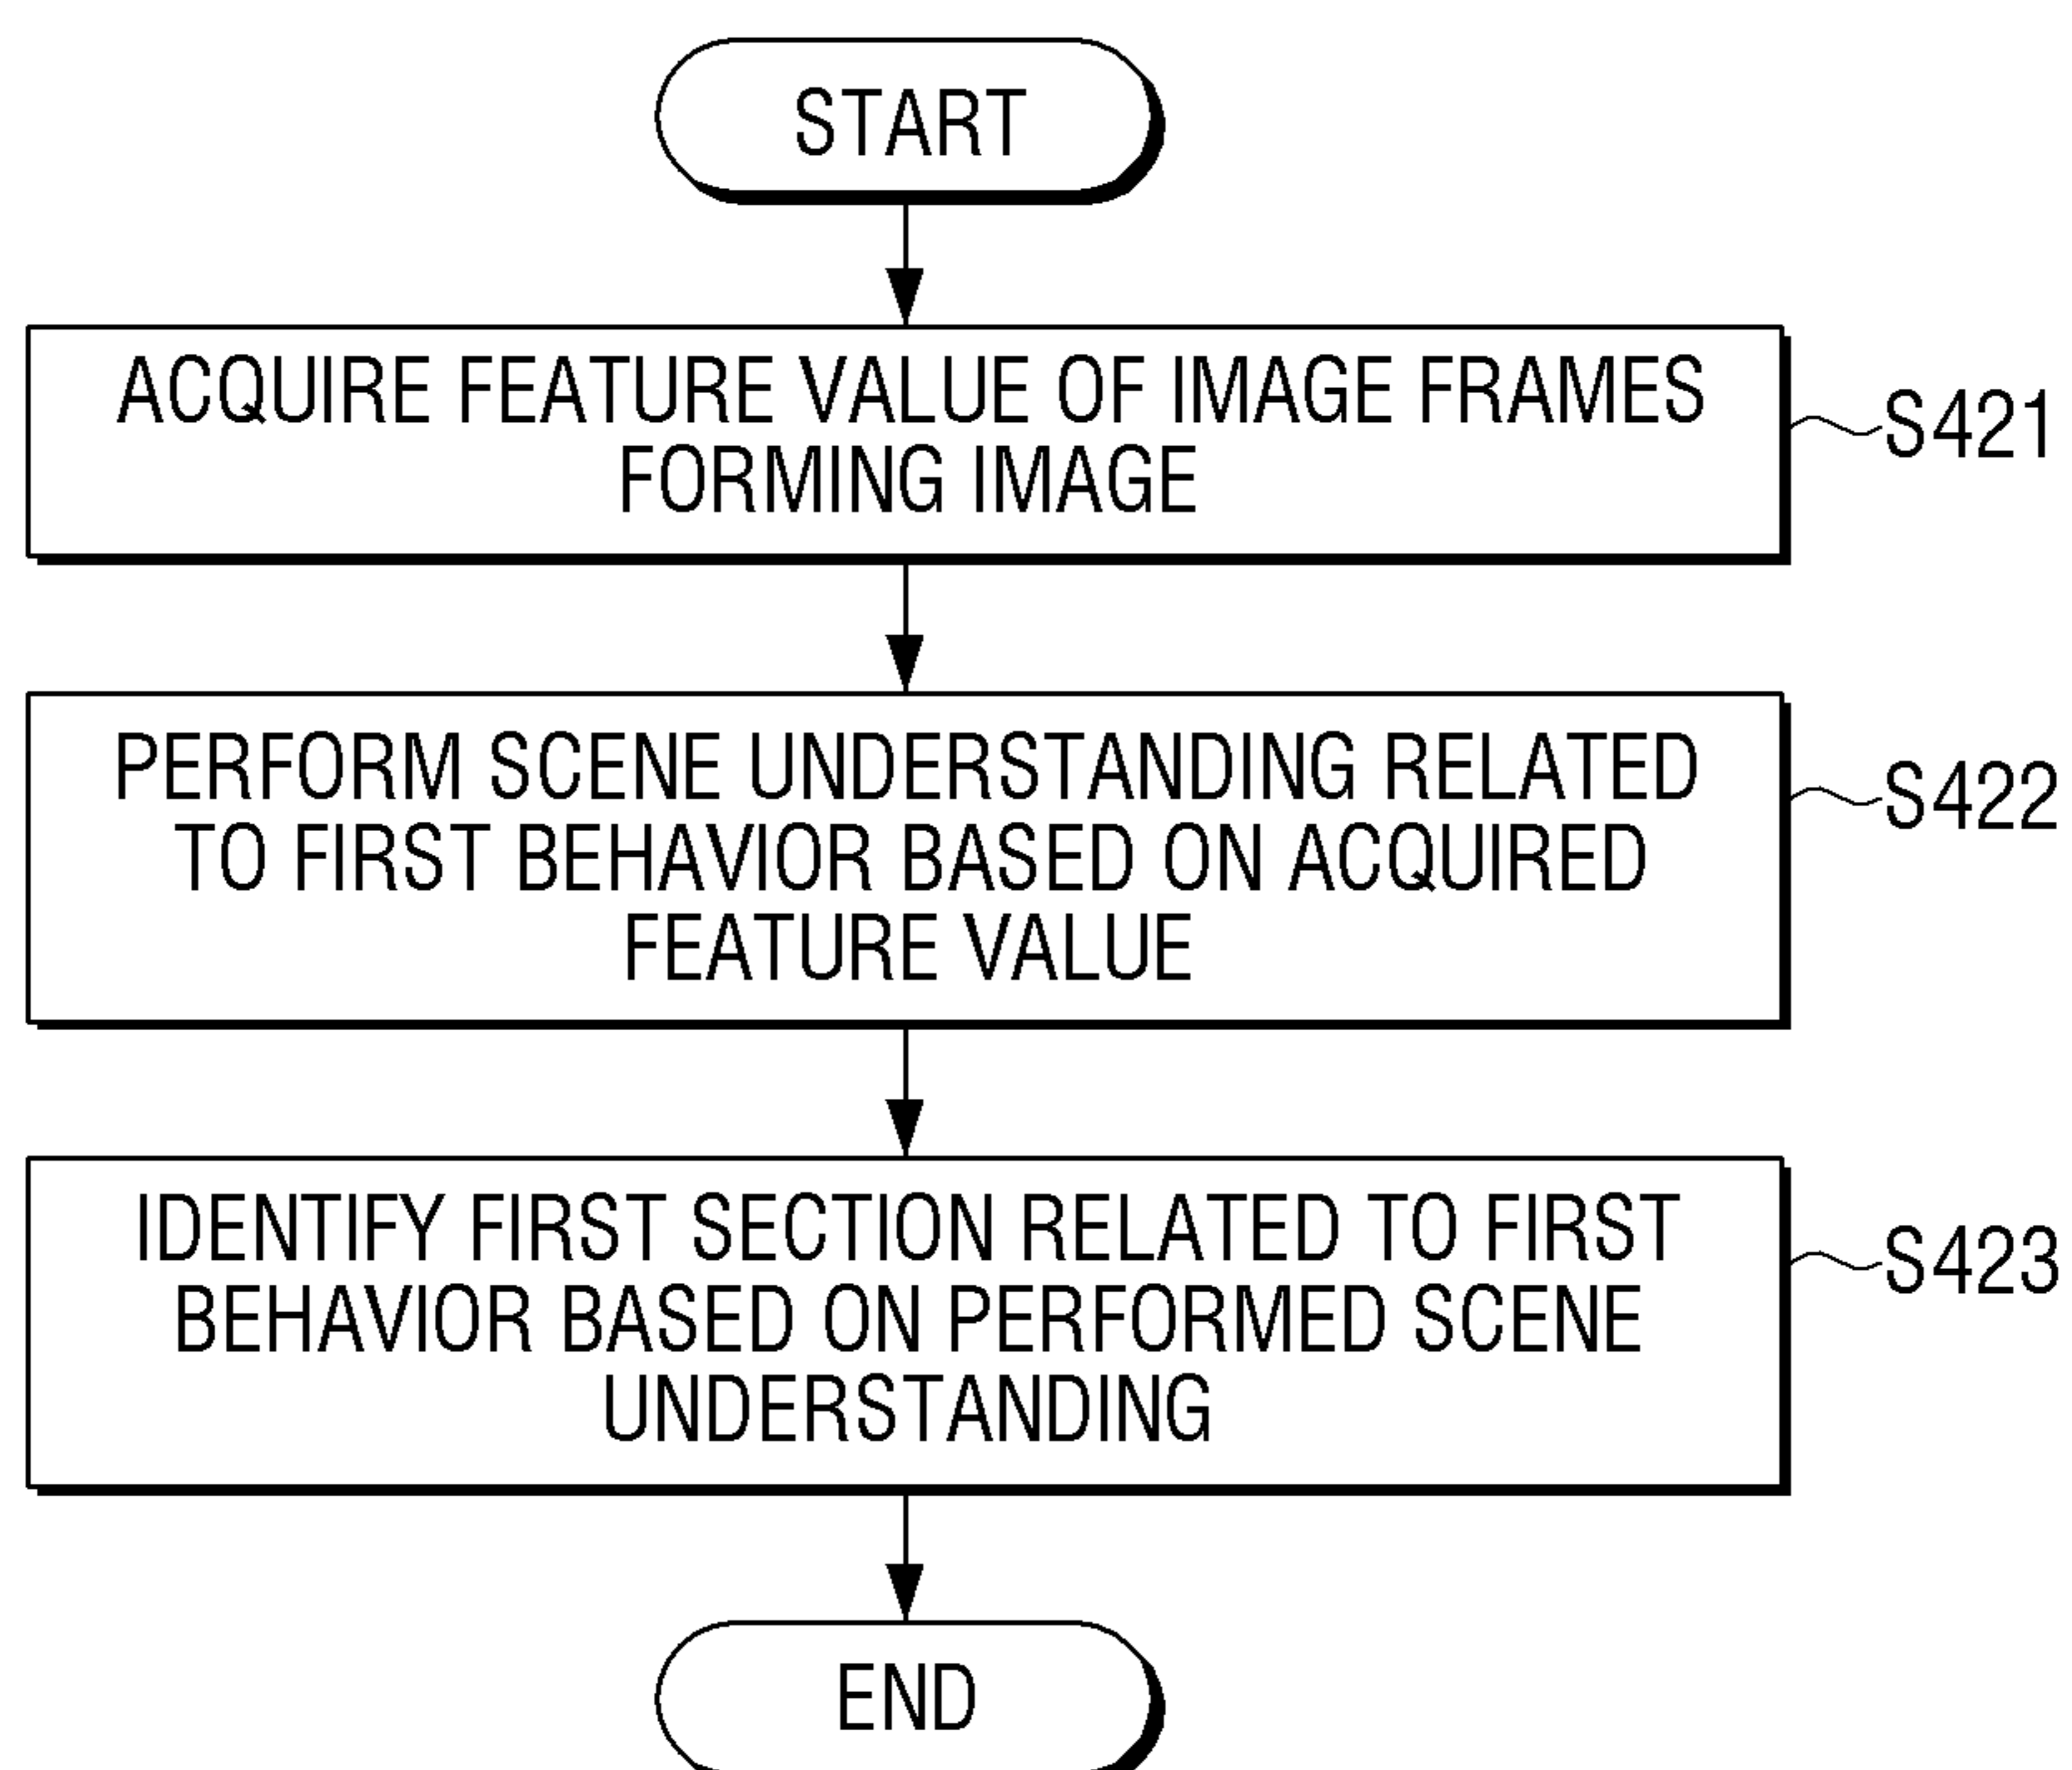 START
ACQUIRE FEATURE VALUE OF IMAGE FRAMES
FORMING IMAGE
S421
PERFORM SCENE UNDERSTANDING RELATED
TO FIRST BEHAVIOR BASED ON ACQUIRED
FEATURE VALUE
S422
IDENTIFY FIRST SECTION RELATED TO FIRST
BEHAVIOR BASED ON PERFORMED SCENE
UNDERSTANDING
S423
END